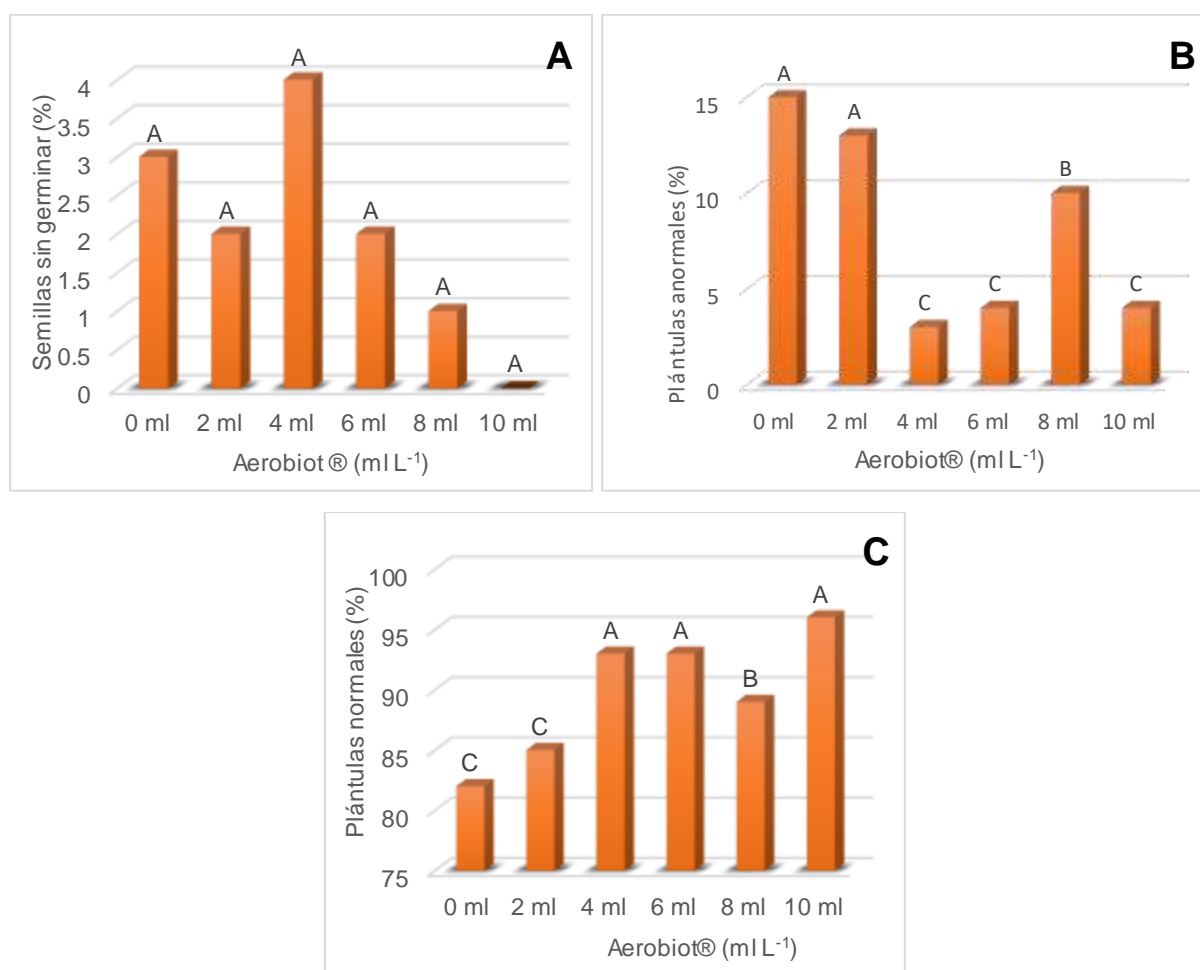 A
Semillas sin germinar (%)
4
3.5
3
2.5
2
1.5
1
0.5
0
A
A
A
A
A
A
0 ml 2 ml 4 ml 6 ml 8 ml 10 ml
Aerobiot ® (ml L-1)
B
Plántulas anormales (%)
15
10
5
0
A
A
C
C
B
C
0 ml 2 ml 4 ml 6 ml 8 ml 10 ml
Aerobiot® (ml L-1)
C
Plántulas normales (%)
100
95
90
85
80
75
C
C
A
A
B
A
0 ml 2 ml 4 ml 6 ml 8 ml 10 ml
Aerobiot® (ml L-1)